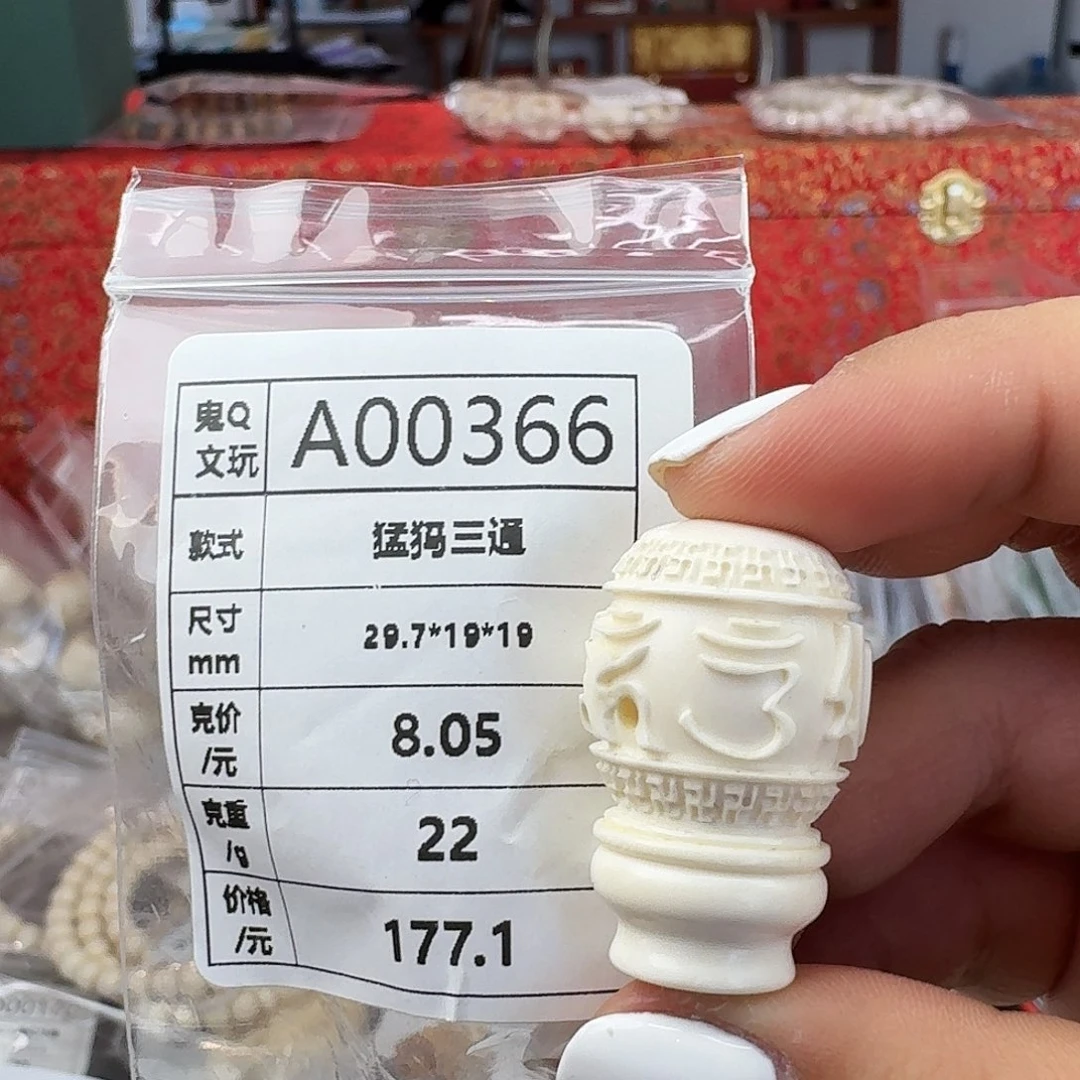 鬼Q
文玩
A00366
款式
猛犸三通
尺寸
mm
29.7*19*19
克价
/元
8.05
克重
/g
22
价格
/元
177.1